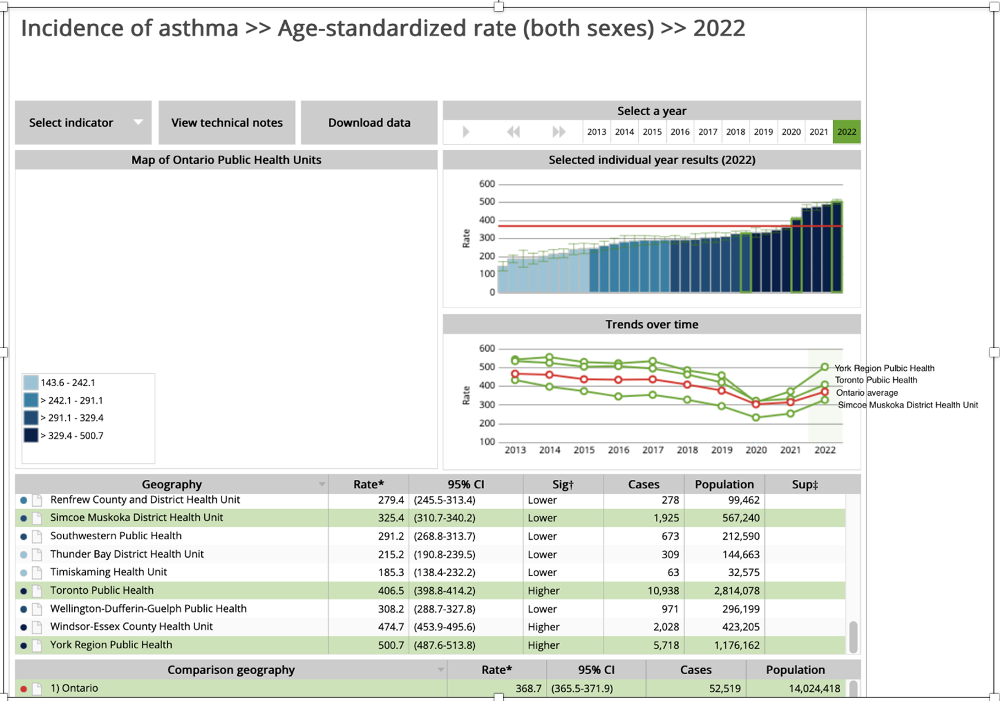 Incidence of asthma >> Age-standardized rate (both sexes) >> 2022
Select indicator
View technical notes
Download data
Select a year
2013 2014 2015 2016 2017 2018 2019 2020 2021 2022
Map of Ontario Public Health Units
143.6 - 242.1
> 242.1 - 291.1
> 291.1 - 329.4
> 329.4 - 500.7
Selected individual year results (2022)
600
500
400
300
200
100
0
Rate
Trends over time
600
500
400
300
200
100
Rate
2013 2014 2015 2016 2017 2018 2019 2020 2021 2022
York Region Pulbic Health
Toronto Pubiic Health
Ontario average
Simcoe Muskoka District Health Unit
Geography Rate* 95% CI Sig† Cases Population Sup‡
Renfrew County and District Health Unit 279.4 (245.5-313.4) Lower 278 99,462
Simcoe Muskoka District Health Unit 325.4 (310.7-340.2) Lower 1,925 567,240
Southwestern Public Health 291.2 (268.8-313.7) Lower 673 212,590
Thunder Bay District Health Unit 215.2 (190.8-239.5) Lower 309 144,663
Timiskaming Health Unit 185.3 (138.4-232.2) Lower 63 32,575
Toronto Public Health 406.5 (398.8-414.2) Higher 10,938 2,814,078
Wellington-Dufferin-Guelph Public Health 308.2 (288.7-327.8) Lower 971 296,199
Windsor-Essex County Health Unit 474.7 (453.9-495.6) Higher 2,028 423,205
York Region Public Health 500.7 (487.6-513.8) Higher 5,718 1,176,162
Comparison geography Rate* 95% CI Cases Population
1) Ontario 368.7 (365.5-371.9) 52,519 14,024,418